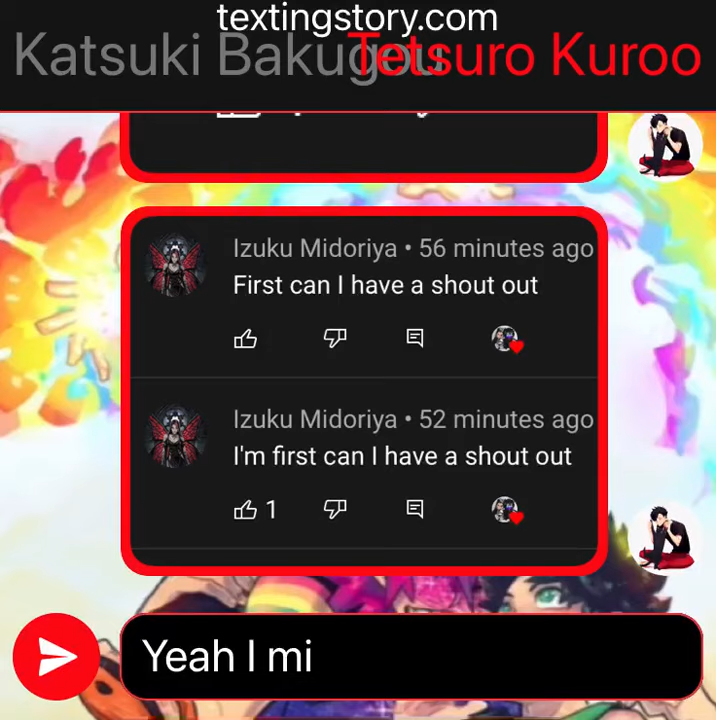 textingstory.com
Katsuki Bakugou
Tetsuro Kuroo
Izuku Midoriya • 56 minutes ago
First can I have a shout out
Izuku Midoriya • 52 minutes ago
I'm first can I have a shout out
1
Yeah I mi